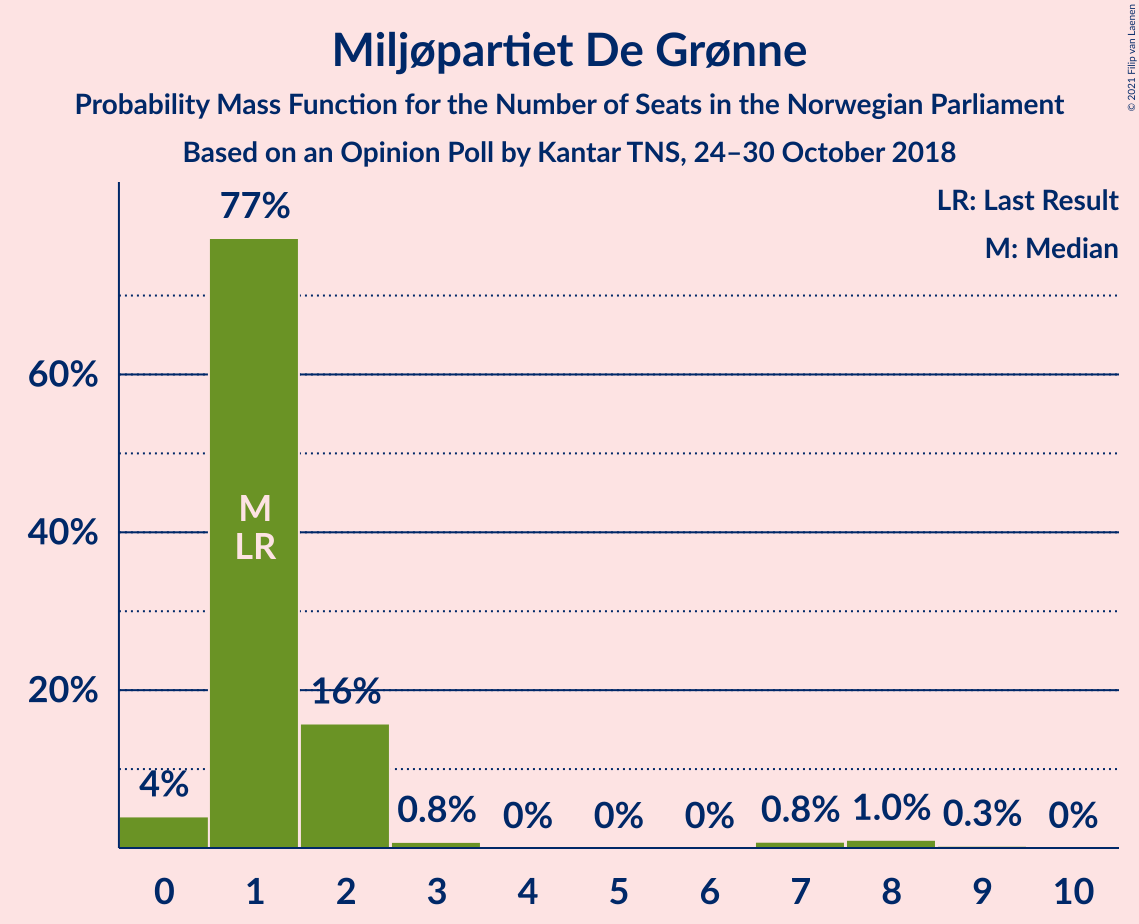 Miljøpartiet De Grønne
Probability Mass Function for the Number of Seats in the Norwegian Parliament
Based on an Opinion Poll by Kantar TNS, 24–30 October 2018
© 2021 Filip van Laenen
LR: Last Result
M: Median
77%
60%
M
40%
LR
20%
16%
4%
0.8%
0%
0%
0%
0.8%
1.0%
0.3%
0%
0 1 2 3 4 5 6 7 8 9 10